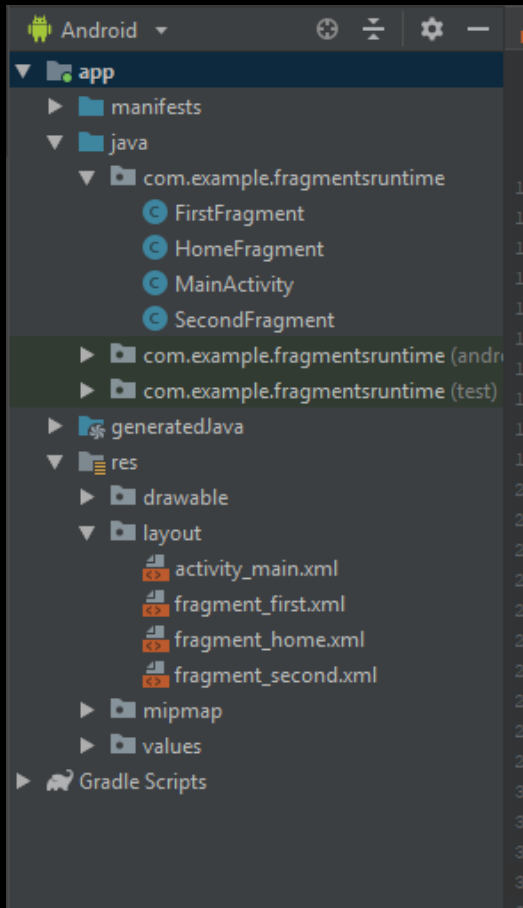 Android
app
manifests
java
com.example.fragmentsruntime
FirstFragment
HomeFragment
MainActivity
SecondFragment
com.example.fragmentsruntime (andr
com.example.fragmentsruntime (test)
generatedJava
res
drawable
layout
activity_main.xml
fragment_first.xml
fragment_home.xml
fragment_second.xml
mipmap
values
Gradle Scripts